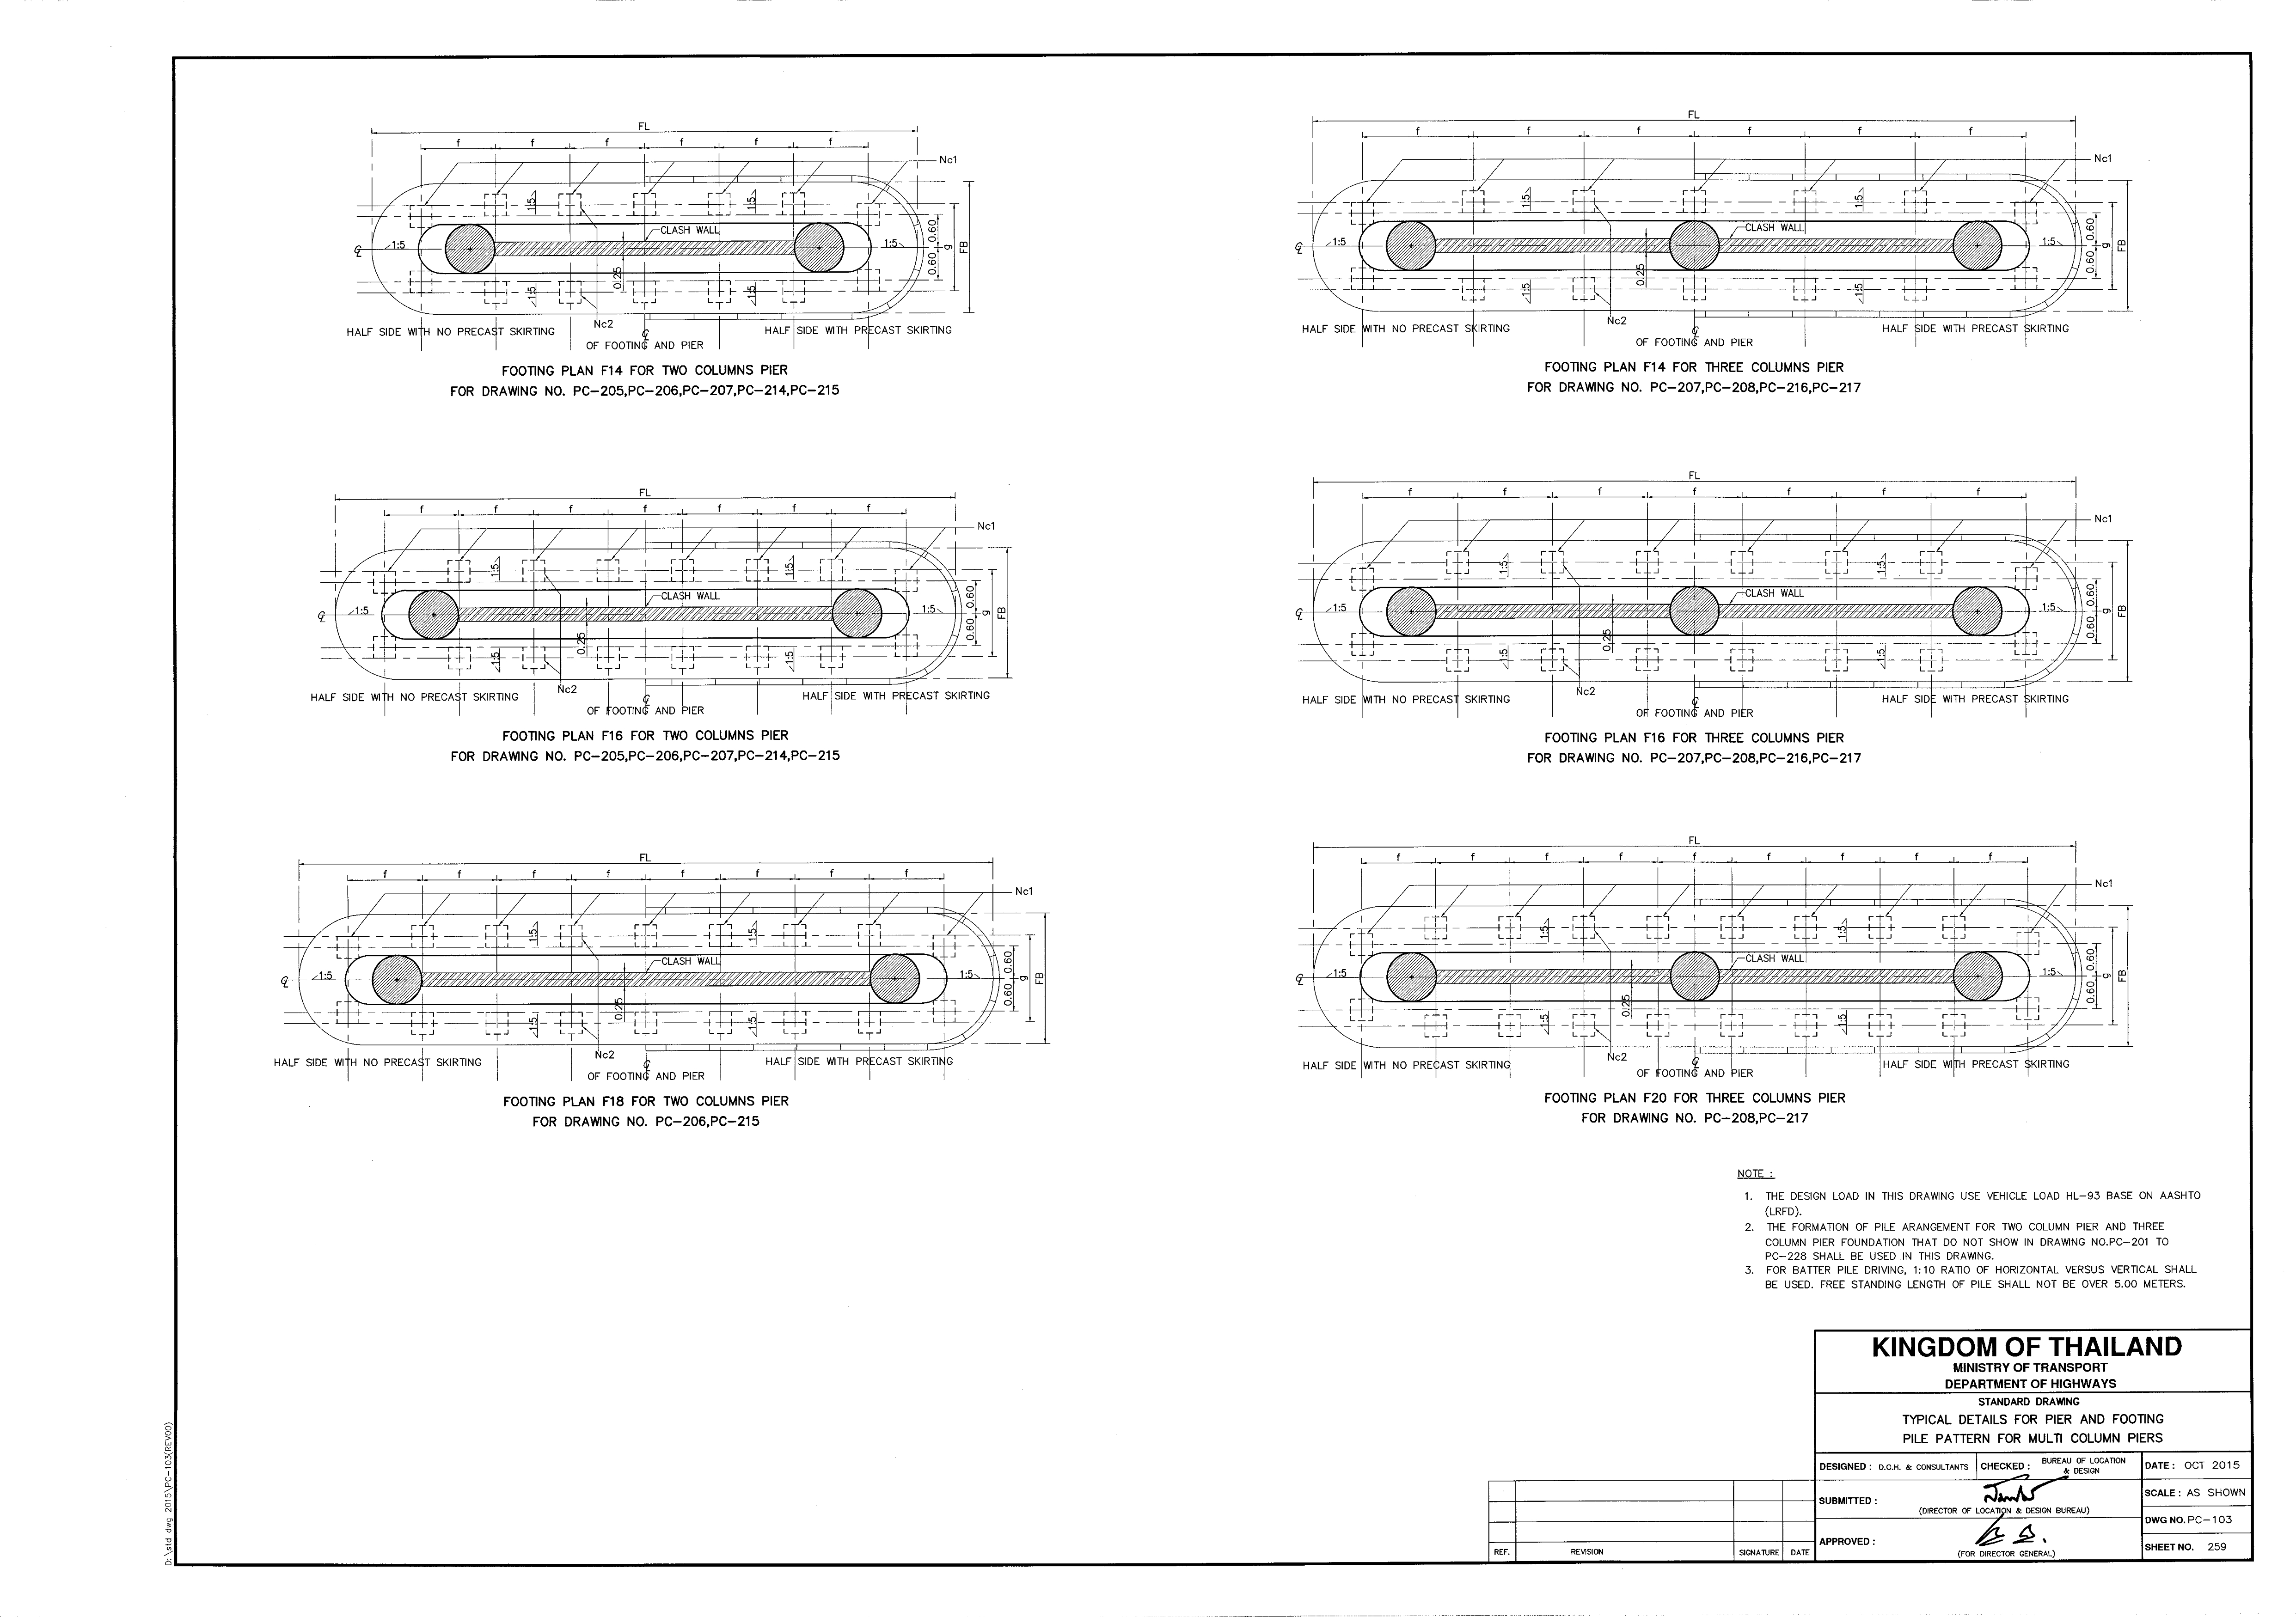 FL
f f f f f f
Nc1
1:5 1:5
CLASH WALL
1:5 1:5
0.60 0.60 g FB
0.25
1:5 1:5
Nc2
HALF SIDE WITH NO PRECAST SKIRTING
HALF SIDE WITH PRECAST SKIRTING
OF FOOTING AND PIER
FOOTING PLAN F14 FOR TWO COLUMNS PIER
FOR DRAWING NO. PC-205,PC-206,PC-207,PC-214,PC-215
FL
f f f f f f
Nc1
1:5 1:5
CLASH WALL
1:5 1:5
0.60 0.60 g FB
0.25
1:5 1:5
Nc2
HALF SIDE WITH NO PRECAST SKIRTING
HALF SIDE WITH PRECAST SKIRTING
OF FOOTING AND PIER
FOOTING PLAN F14 FOR THREE COLUMNS PIER
FOR DRAWING NO. PC-207,PC-208,PC-216,PC-217
FL
f f f f f f f
Nc1
1:5 1:5
CLASH WALL
1:5 1:5
0.60 0.60 g FB
0.25
1:5 1:5
Nc2
HALF SIDE WITH NO PRECAST SKIRTING
HALF SIDE WITH PRECAST SKIRTING
OF FOOTING AND PIER
FOOTING PLAN F16 FOR TWO COLUMNS PIER
FOR DRAWING NO. PC-205,PC-206,PC-207,PC-214,PC-215
FL
f f f f f f f
Nc1
1:5 1:5
CLASH WALL
1:5 1:5
0.60 0.60 g FB
0.25
1:5 1:5
Nc2
HALF SIDE WITH NO PRECAST SKIRTING
HALF SIDE WITH PRECAST SKIRTING
OF FOOTING AND PIER
FOOTING PLAN F16 FOR THREE COLUMNS PIER
FOR DRAWING NO. PC-207,PC-208,PC-216,PC-217
FL
f f f f f f f f
Nc1
1:5 1:5
CLASH WALL
1:5 1:5
0.60 0.60 g FB
0.25
1:5 1:5
Nc2
HALF SIDE WITH NO PRECAST SKIRTING
HALF SIDE WITH PRECAST SKIRTING
OF FOOTING AND PIER
FOOTING PLAN F18 FOR TWO COLUMNS PIER
FOR DRAWING NO. PC-206,PC-215
FL
f f f f f f f f f
Nc1
1:5 1:5
CLASH WALL
1:5 1:5
0.60 0.60 g FB
0.25
1:5 1:5
Nc2
HALF SIDE WITH NO PRECAST SKIRTING
HALF SIDE WITH PRECAST SKIRTING
OF FOOTING AND PIER
FOOTING PLAN F20 FOR THREE COLUMNS PIER
FOR DRAWING NO. PC-208,PC-217
NOTE :
1. THE DESIGN LOAD IN THIS DRAWING USE VEHICLE LOAD HL-93 BASE ON AASHTO
(LRFD).
2. THE FORMATION OF PILE ARANGEMENT FOR TWO COLUMN PIER AND THREE
COLUMN PIER FOUNDATION THAT DO NOT SHOW IN DRAWING NO.PC-201 TO
PC-228 SHALL BE USED IN THIS DRAWING.
3. FOR BATTER PILE DRIVING, 1:10 RATIO OF HORIZONTAL VERSUS VERTICAL SHALL
BE USED. FREE STANDING LENGTH OF PILE SHALL NOT BE OVER 5.00 METERS.
KINGDOM OF THAILAND
MINISTRY OF TRANSPORT
DEPARTMENT OF HIGHWAYS
STANDARD DRAWING
TYPICAL DETAILS FOR PIER AND FOOTING
PILE PATTERN FOR MULTI COLUMN PIERS
DESIGNED : D.O.H. & CONSULTANTS
CHECKED : BUREAU OF LOCATION
& DESIGN
DATE : OCT 2015
SUBMITTED :
(DIRECTOR OF LOCATION & DESIGN BUREAU)
SCALE : AS SHOWN
DWG NO. PC-103
APPROVED :
(FOR DIRECTOR GENERAL)
SHEET NO. 259
REF. REVISION SIGNATURE DATE
D:\std dwg 2015\PC-103(REV00)